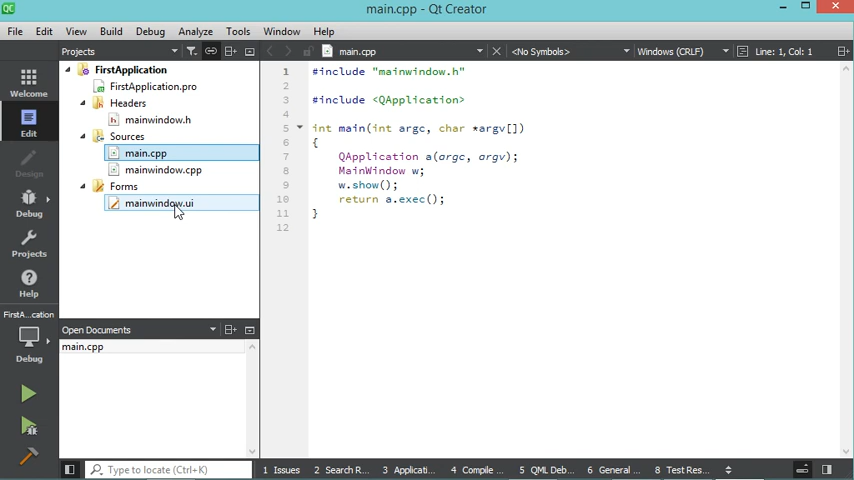 QC
main.cpp - Qt Creator
File Edit View Build Debug Analyze Tools Window Help
Projects
main.cpp
<No Symbols>
Windows (CRLF)
Line: 1, Col: 1
Welcome
Edit
Design
Debug
Projects
Help
FirstA...cation
Debug
FirstApplication
FirstApplication.pro
Headers
mainwindow.h
Sources
main.cpp
mainwindow.cpp
Forms
mainwindow.ui
Open Documents
main.cpp
1 #include "mainwindow.h"
2
3 #include <QApplication>
4
5 int main(int argc, char *argv[])
6 {
7 QApplication a(argc, argv);
8 MainWindow w;
9 w.show();
10 return a.exec();
11 }
12
Type to locate (Ctrl+K)
1 Issues 2 Search R... 3 Applicati... 4 Compile ... 5 QML Deb... 6 General ... 8 Test Res...